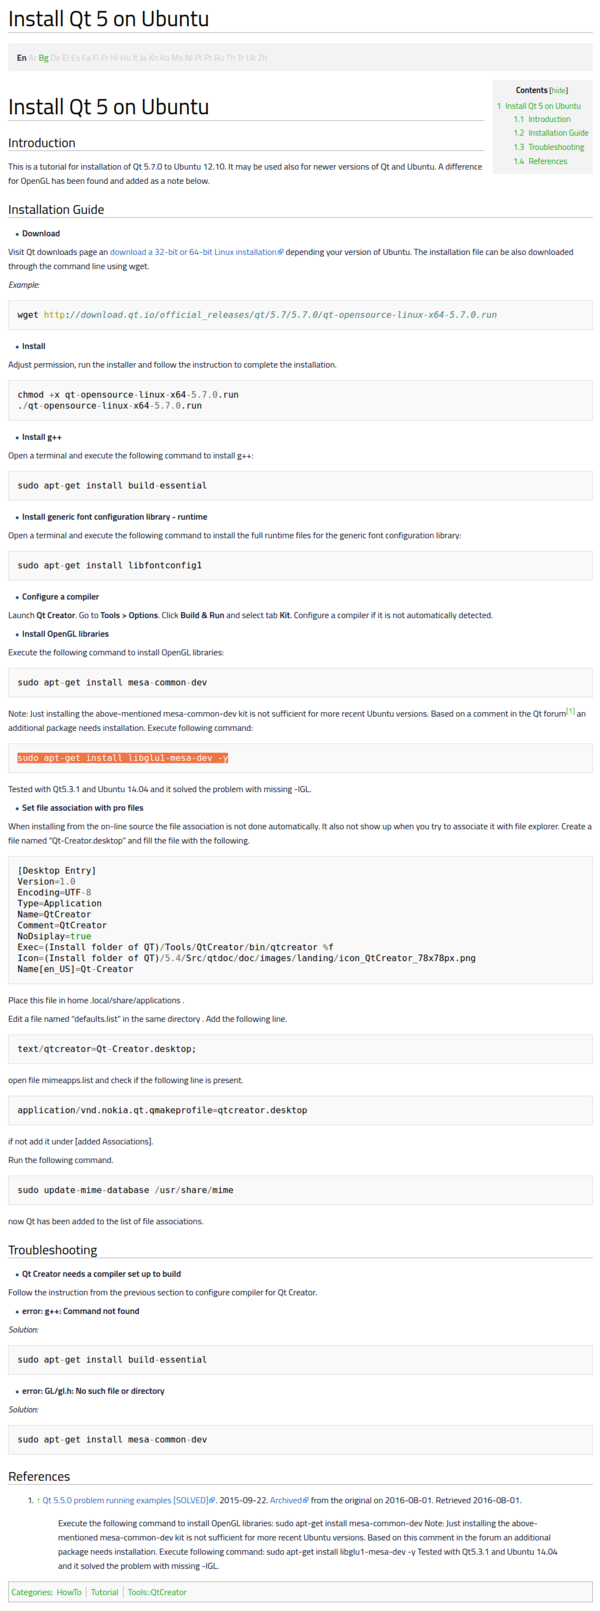 Install Qt 5 on Ubuntu
En Ar Bg De El Es Fa Fi Fr Hi Hu It Ja Kn Ko Ms Nl Pl Pt Ru Th Tr Uk Zh
Contents [hide]
1 Install Qt 5 on Ubuntu
1.1 Introduction
1.2 Installation Guide
1.3 Troubleshooting
1.4 References
Install Qt 5 on Ubuntu
Introduction
This is a tutorial for installation of Qt 5.7.0 to Ubuntu 12.10. It may be used also for newer versions of Qt and Ubuntu. A difference
for OpenGL has been found and added as a note below.
Installation Guide
• Download
Visit Qt downloads page an download a 32-bit or 64-bit Linux installation depending your version of Ubuntu. The installation file can be also downloaded
through the command line using wget.
Example:
wget http://download.qt.io/official_releases/qt/5.7/5.7.0/qt-opensource-linux-x64-5.7.0.run
• Install
Adjust permission, run the installer and follow the instruction to complete the installation.
chmod +x qt-opensource-linux-x64-5.7.0.run
./qt-opensource-linux-x64-5.7.0.run
• Install g++
Open a terminal and execute the following command to install g++:
sudo apt-get install build-essential
• Install generic font configuration library - runtime
Open a terminal and execute the following command to install the full runtime files for the generic font configuration library:
sudo apt-get install libfontconfig1
• Configure a compiler
Launch Qt Creator. Go to Tools > Options. Click Build & Run and select tab Kit. Configure a compiler if it is not automatically detected.
• Install OpenGL libraries
Execute the following command to install OpenGL libraries:
sudo apt-get install mesa-common-dev
Note: Just installing the above-mentioned mesa-common-dev kit is not sufficient for more recent Ubuntu versions. Based on a comment in the Qt forum[1] an
additional package needs installation. Execute following command:
sudo apt-get install libglu1-mesa-dev -y
Tested with Qt5.3.1 and Ubuntu 14.04 and it solved the problem with missing -lGL.
• Set file association with pro files
When installing from the on-line source the file association is not done automatically. It also not show up when you try to associate it with file explorer. Create a
file named “Qt-Creator.desktop” and fill the file with the following.
[Desktop Entry]
Version=1.0
Encoding=UTF-8
Type=Application
Name=QtCreator
Comment=QtCreator
NoDsiplay=true
Exec=(Install folder of QT)/Tools/QtCreator/bin/qtcreator %f
Icon=(Install folder of QT)/5.4/Src/qtdoc/doc/images/landing/icon_QtCreator_78x78px.png
Name[en_US]=Qt-Creator
Place this file in home .local/share/applications .
Edit a file named “defaults.list” in the same directory . Add the following line.
text/qtcreator=Qt-Creator.desktop;
open file mimeapps.list and check if the following line is present.
application/vnd.nokia.qt.qmakeprofile=qtcreator.desktop
if not add it under [added Associations].
Run the following command.
sudo update-mime-database /usr/share/mime
now Qt has been added to the list of file associations.
Troubleshooting
• Qt Creator needs a compiler set up to build
Follow the instruction from the previous section to configure compiler for Qt Creator.
• error: g++: Command not found
Solution:
sudo apt-get install build-essential
• error: GL/gl.h: No such file or directory
Solution:
sudo apt-get install mesa-common-dev
References
1. ↑ Qt 5.5.0 problem running examples [SOLVED]. 2015-09-22. Archived from the original on 2016-08-01. Retrieved 2016-08-01.
Execute the following command to install OpenGL libraries: sudo apt-get install mesa-common-dev Note: Just installing the above-
mentioned mesa-common-dev kit is not sufficient for more recent Ubuntu versions. Based on this comment in the forum an additional
package needs installation. Execute following command: sudo apt-get install libglu1-mesa-dev -y Tested with Qt5.3.1 and Ubuntu 14.04
and it solved the problem with missing -lGL.
Categories: HowTo | Tutorial | Tools::QtCreator